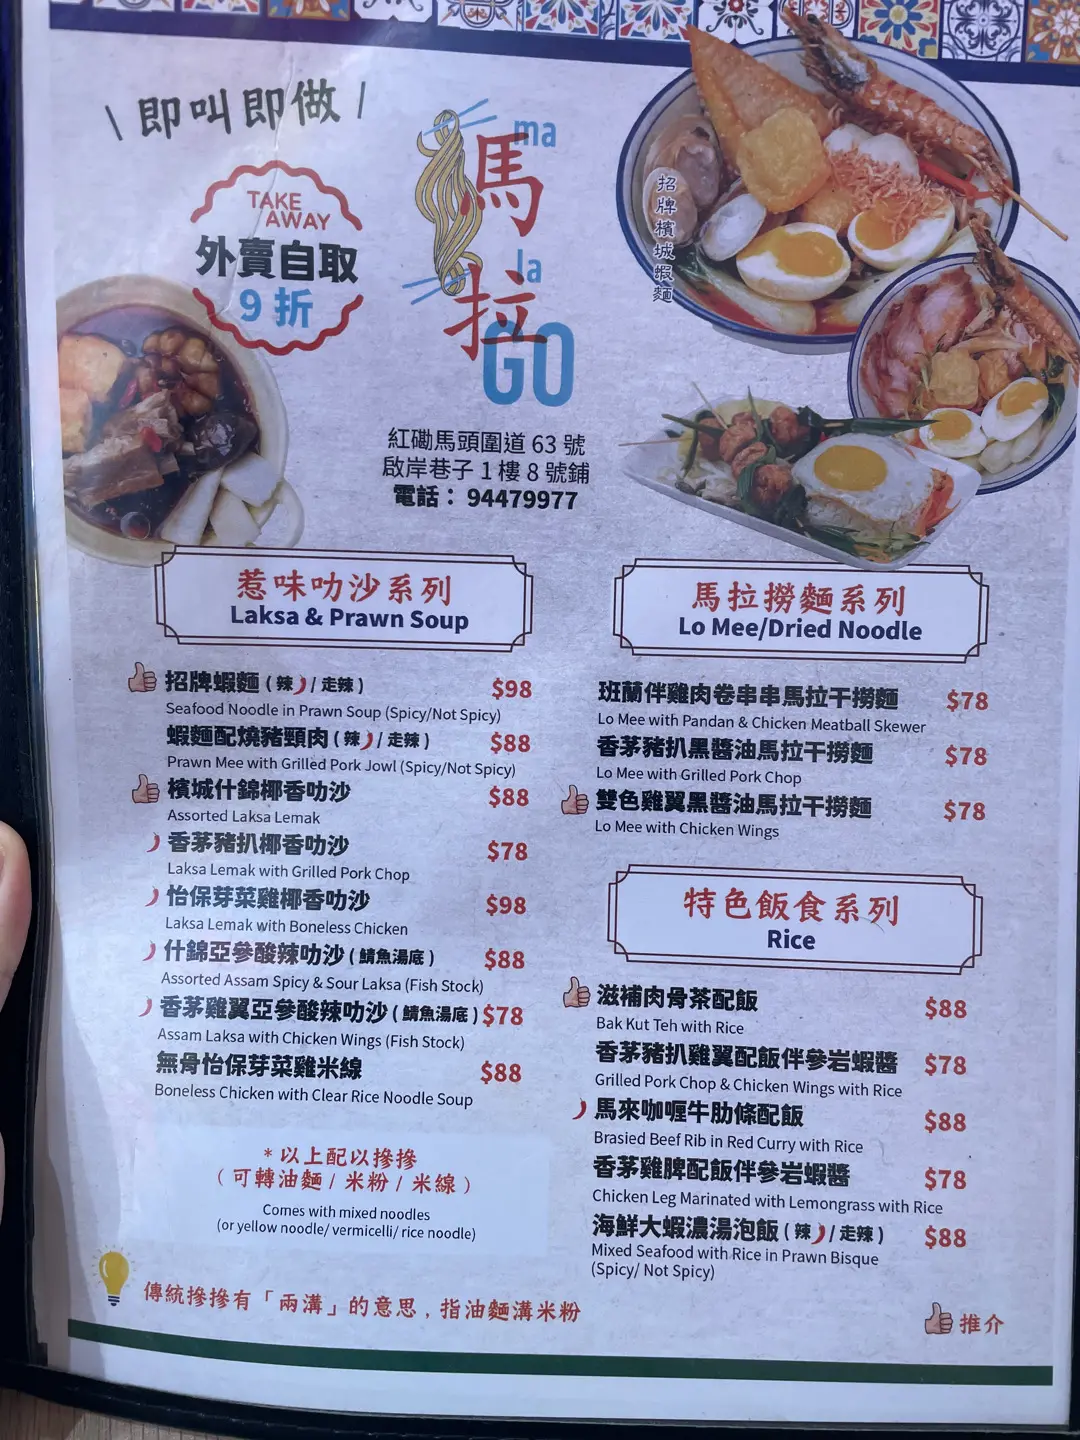 \ 即叫即做 /
TAKE
AWAY
外賣自取
9 折
ma
馬
la
拉
GO
招牌檳城蝦麵
紅磡馬頭圍道 63 號
啟岸巷子 1 樓 8 號鋪
電話： 94479977
惹味叻沙系列
Laksa & Prawn Soup
招牌蝦麵 ( 辣 / 走辣 ) $98
Seafood Noodle in Prawn Soup (Spicy/Not Spicy)
蝦麵配燒豬頸肉 ( 辣 / 走辣 ) $88
Prawn Mee with Grilled Pork Jowl (Spicy/Not Spicy)
檳城什錦椰香叻沙 $88
Assorted Laksa Lemak
香茅豬扒椰香叻沙 $78
Laksa Lemak with Grilled Pork Chop
怡保芽菜雞椰香叻沙 $98
Laksa Lemak with Boneless Chicken
什錦亞參酸辣叻沙 ( 鯖魚湯底 ) $88
Assorted Assam Spicy & Sour Laksa (Fish Stock)
香茅雞翼亞參酸辣叻沙 ( 鯖魚湯底 ) $78
Assam Laksa with Chicken Wings (Fish Stock)
無骨怡保芽菜雞米線 $88
Boneless Chicken with Clear Rice Noodle Soup
* 以上配以摻摻
( 可轉油麵 / 米粉 / 米線 )
Comes with mixed noodles
(or yellow noodle/ vermicelli/ rice noodle)
傳統摻摻有「兩溝」的意思 , 指油麵溝米粉
馬拉撈麵系列
Lo Mee/Dried Noodle
班蘭伴雞肉卷串串馬拉干撈麵 $78
Lo Mee with Pandan & Chicken Meatball Skewer
香茅豬扒黑醬油馬拉干撈麵 $78
Lo Mee with Grilled Pork Chop
雙色雞翼黑醬油馬拉干撈麵 $78
Lo Mee with Chicken Wings
特色飯食系列
Rice
滋補肉骨茶配飯 $88
Bak Kut Teh with Rice
香茅豬扒雞翼配飯伴參岩蝦醬 $78
Grilled Pork Chop & Chicken Wings with Rice
馬來咖喱牛肋條配飯 $88
Brasied Beef Rib in Red Curry with Rice
香茅雞髀配飯伴參岩蝦醬 $78
Chicken Leg Marinated with Lemongrass with Rice
海鮮大蝦濃湯泡飯 ( 辣 / 走辣 ) $88
Mixed Seafood with Rice in Prawn Bisque
(Spicy/ Not Spicy)
推介